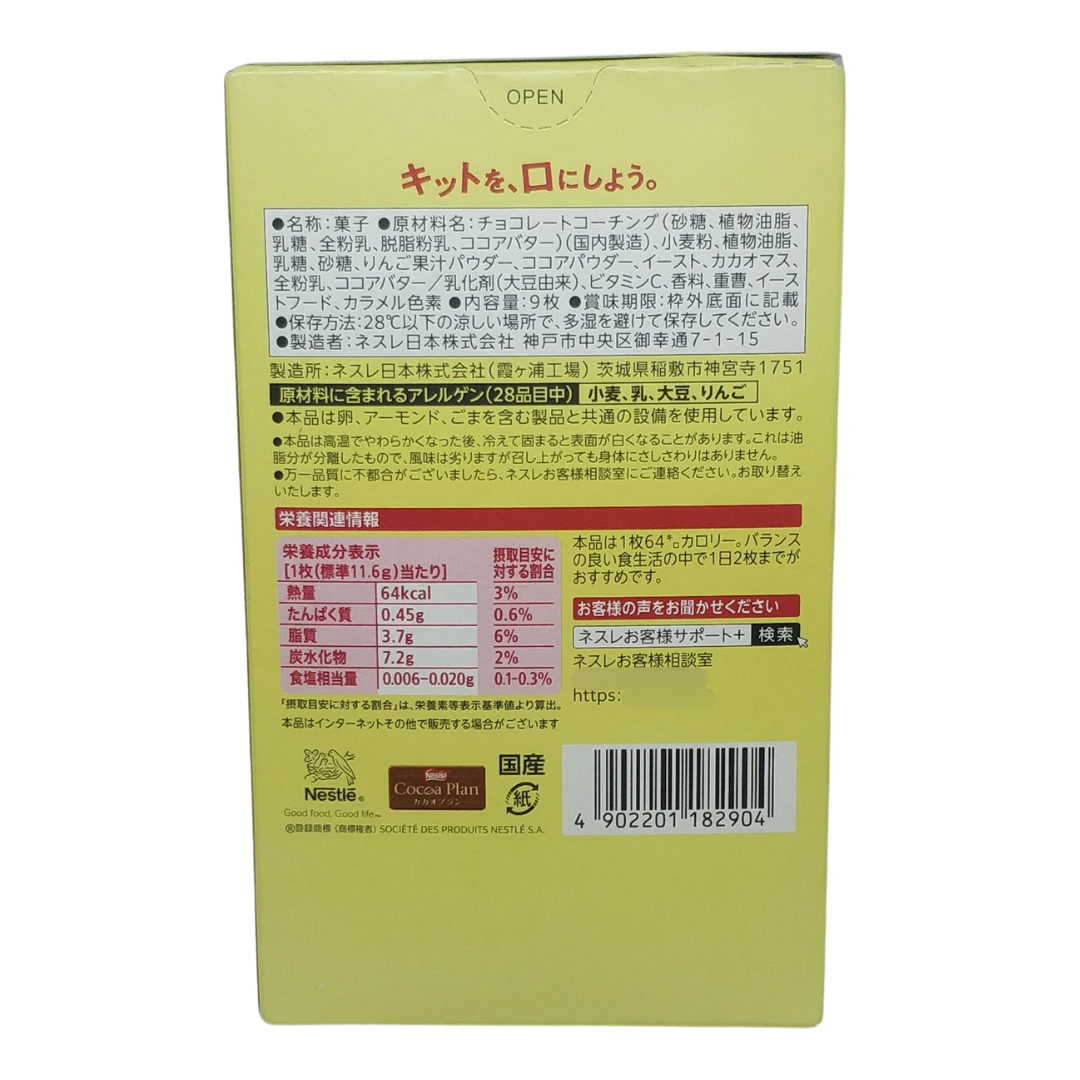 OPEN
キットを、口にしよう。
●名称：菓子 ●原材料名：チョコレートコーチング（砂糖、植物油脂、
乳糖、全粉乳、脱脂粉乳、ココアバター）（国内製造）、小麦粉、植物油脂、
乳糖、砂糖、りんご果汁パウダー、ココアパウダー、イースト、カカオマス、
全粉乳、ココアバター／乳化剤（大豆由来）、ビタミンC、香料、重曹、イース
トフード、カラメル色素 ●内容量：9枚 ●賞味期限：枠外底面に記載
●保存方法：28℃以下の涼しい場所で、多湿を避けて保存してください。
●製造者：ネスレ日本株式会社 神戸市中央区御幸通7-1-15
製造所：ネスレ日本株式会社（霞ヶ浦工場） 茨城県稲敷市神宮寺1751
原材料に含まれるアレルゲン（28品目中） 小麦、乳、大豆、りんご
●本品は卵、アーモンド、ごまを含む製品と共通の設備を使用しています。
●本品は高温でやわらかくなった後、冷えて固まると表面が白くなることがあります。これは油
脂分が分離したもので、風味は劣りますが召し上がっても身体にさしさわりはありません。
●万一品質に不都合がございましたら、ネスレお客様相談室にご連絡ください。お取り替え
いたします。
栄養関連情報
栄養成分表示
[1枚（標準11.6g）当たり] 摂取目安に対する割合
熱量 64kcal 3%
たんぱく質 0.45g 0.6%
脂質 3.7g 6%
炭水化物 7.2g 2%
食塩相当量 0.006-0.020g 0.1-0.3%
「摂取目安に対する割合」は、栄養素等表示基準値より算出。
本品はインターネットその他で販売する場合がございます
本品は1枚64㌔カロリー。バランス
の良い食生活の中で1日2枚までが
おすすめです。
お客様の声をお聞かせください
ネスレお客様サポート+ 検索
ネスレお客様相談室
https:
Nestlé®
Good food, Good life™
Nestlé
Cocoa Plan
カカオプラン
国産
紙
®登録商標（商標権者）SOCIÉTÉ DES PRODUITS NESTLÉ S.A.
4 902201 182904